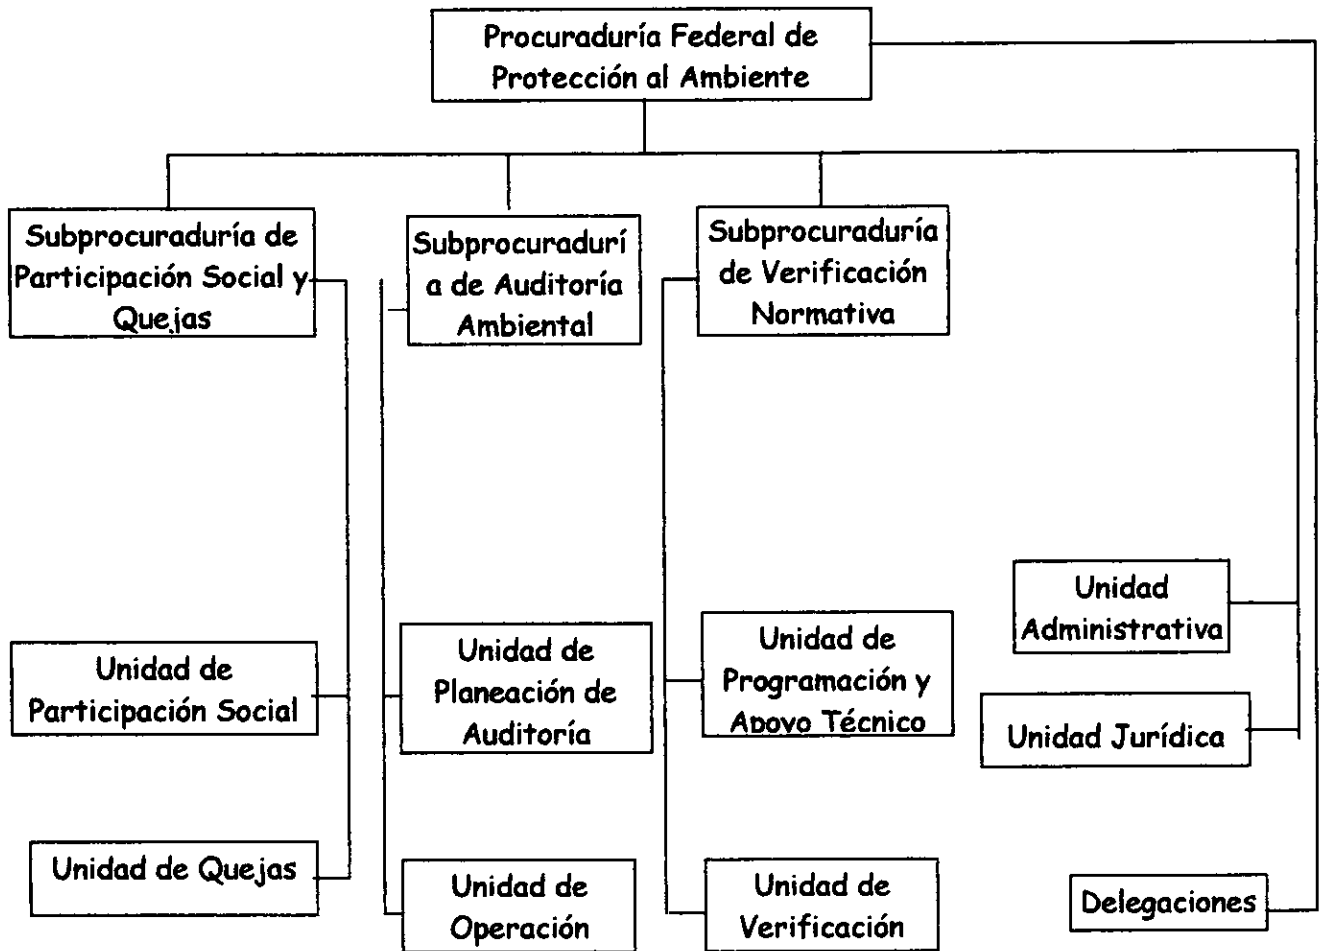 Procuraduría Federal de
Protección al Ambiente
Subprocuraduría de
Participación Social y
Quejas
Subprocuradurí
a de Auditoría
Ambiental
Subprocuraduría
de Verificación
Normativa
Unidad
Administrativa
Unidad de
Participación Social
Unidad de
Planeación de
Auditoría
Unidad de
Programación y
Apoyo Técnico
Unidad Jurídica
Unidad de Quejas
Unidad de
Operación
Unidad de
Verificación
Delegaciones